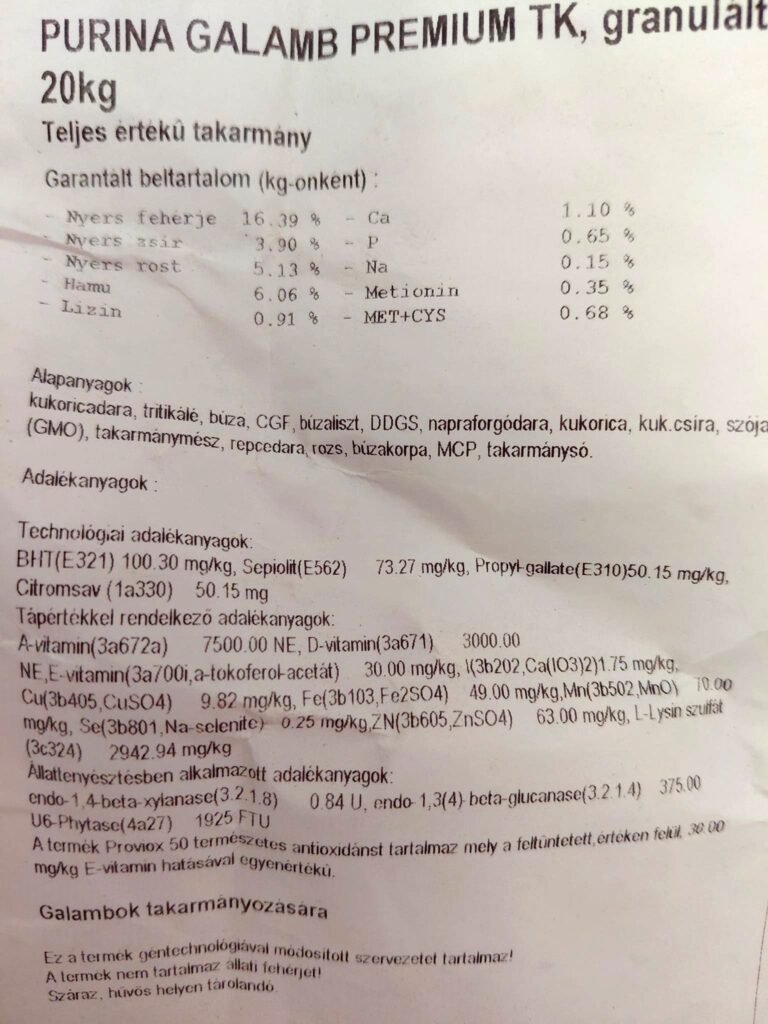 PURINA GALAMB PREMIUM TK, granulált
20kg
Teljes értékű takarmány
Garantált beltartalom (kg-onként) :
- Nyers fehérje 16.39 % - Ca 1.10 %
- Nyers zsír 3.90 % - P 0.65 %
- Nyers rost 5.13 % - Na 0.15 %
- Hamu 6.06 % - Metionin 0.35 %
- Lizin 0.91 % - MET+CYS 0.68 %
Alapanyagok :
kukoricadara, tritikálé, búza, CGF, búzaliszt, DDGS, napraforgódara, kukorica, kuk.csíra, szója
(GMO), takarmánymész, repcedara, rozs, búzakorpa, MCP, takarmánysó.
Adalékanyagok :
Technológiai adalékanyagok:
BHT(E321) 100.30 mg/kg, Sepiolit(E562) 73.27 mg/kg, Propyl-gallate(E310)50.15 mg/kg,
Citromsav (1a330) 50.15 mg
Tápértékkel rendelkező adalékanyagok:
A-vitamin(3a672a) 7500.00 NE, D-vitamin(3a671) 3000.00
NE,E-vitamin(3a700i,a-tokoferol-acetát) 30.00 mg/kg, I(3b202,Ca(IO3)2)1.75 mg/kg,
Cu(3b405,CuSO4) 9.82 mg/kg, Fe(3b103,Fe2SO4) 49.00 mg/kg,Mn(3b502,MnO) 70.00
mg/kg, Se(3b801,Na-selenite) 0.25 mg/kg,ZN(3b605,ZnSO4) 63.00 mg/kg, L-Lysin szulfát
(3c324) 2942.94 mg/kg
Állattenyésztésben alkalmazott adalékanyagok:
endo-1,4-beta-xylanase(3.2.1.8) 0.84 U, endo-1,3(4)-beta-glucanase(3.2.1.4) 375.00
U6-Phytase(4a27) 1925 FTU
A termék Proviox 50 természetes antioxidánst tartalmaz mely a feltüntetett értéken felül, 30.00
mg/kg E-vitamin hatásával egyenértékű.
Galambok takarmányozására
Ez a termék géntechnológiával módosított szervezetet tartalmaz!
A termék nem tartalmaz állati fehérjét!
Száraz, hűvös helyen tárolandó.